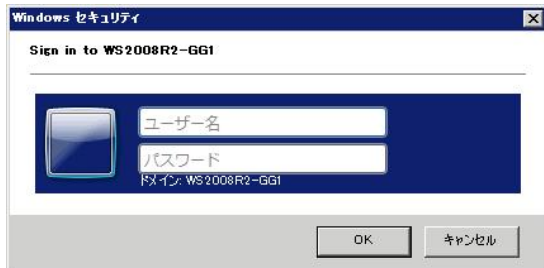 Windows セキュリティ
Sign in to WS2008R2-GG1
ユーザー名
パスワード
ドメイン: WS2008R2-GG1
OK
キャンセル